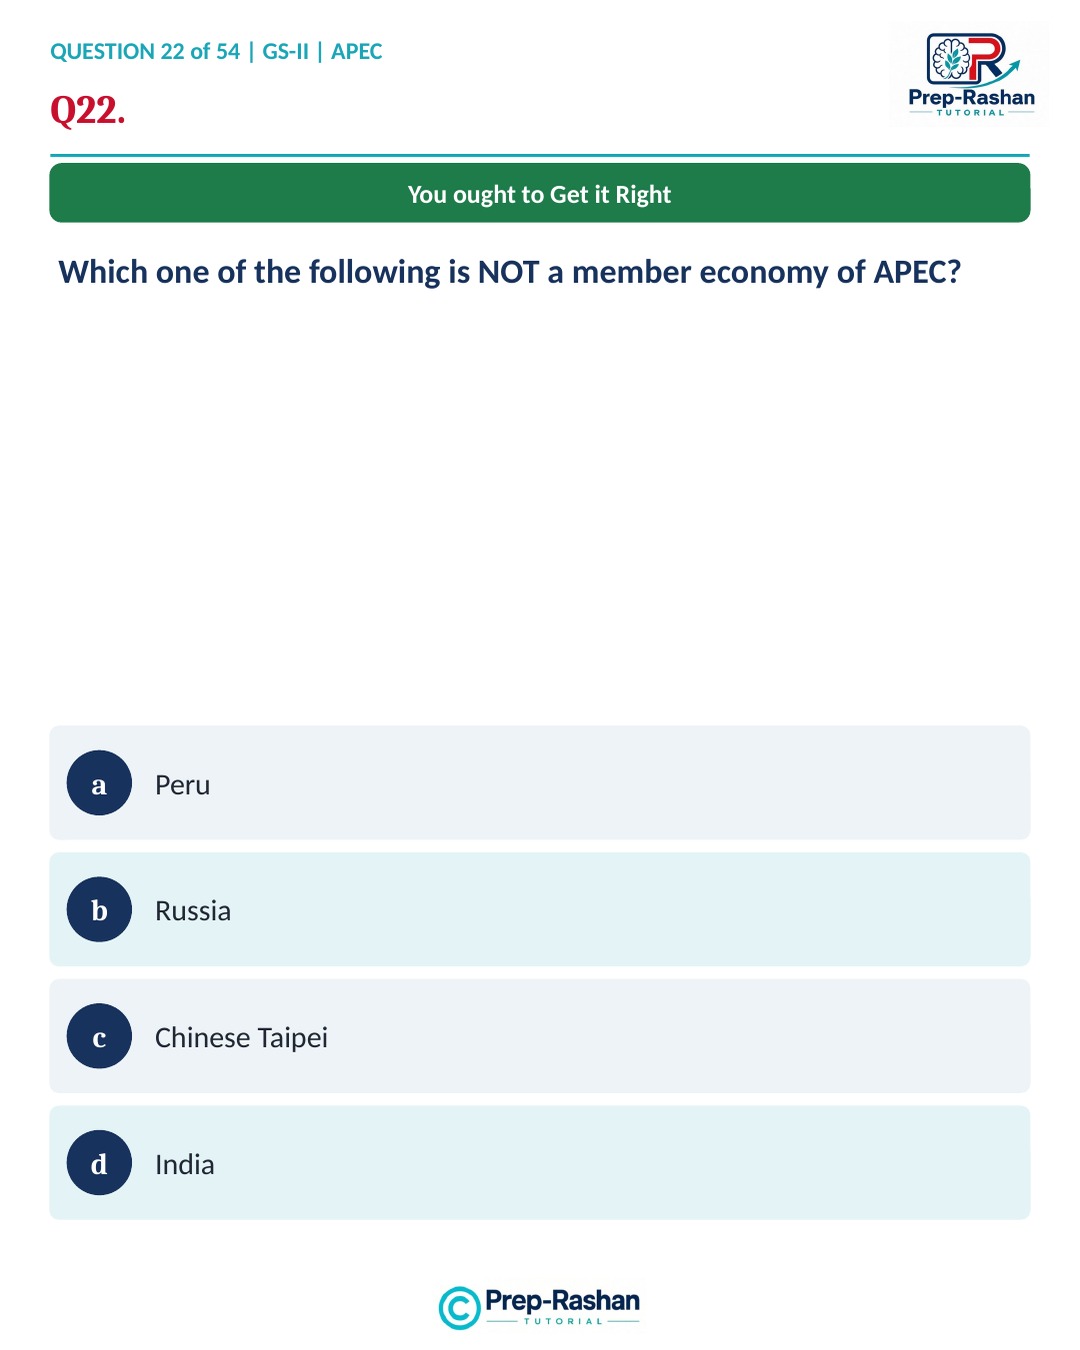 QUESTION 22 of 54 | GS-II | APEC
Q22.
Prep-Rashan
TUTORIAL
You ought to Get it Right
Which one of the following is NOT a member economy of APEC?
a Peru
b Russia
c Chinese Taipei
d India
© Prep-Rashan
TUTORIAL